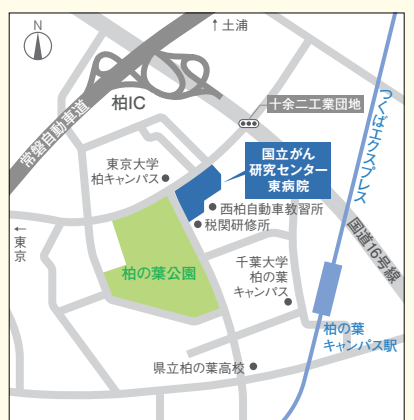 N
↑土浦
柏IC
常磐自動車道
十余二工業団地
つくばエクスプレス
東京大学
柏キャンパス
国立がん
研究センター
東病院
西柏自動車教習所
税関研修所
国道16号線
←東京
柏の葉公園
千葉大学
柏の葉
キャンパス
柏の葉
キャンパス駅
県立柏の葉高校